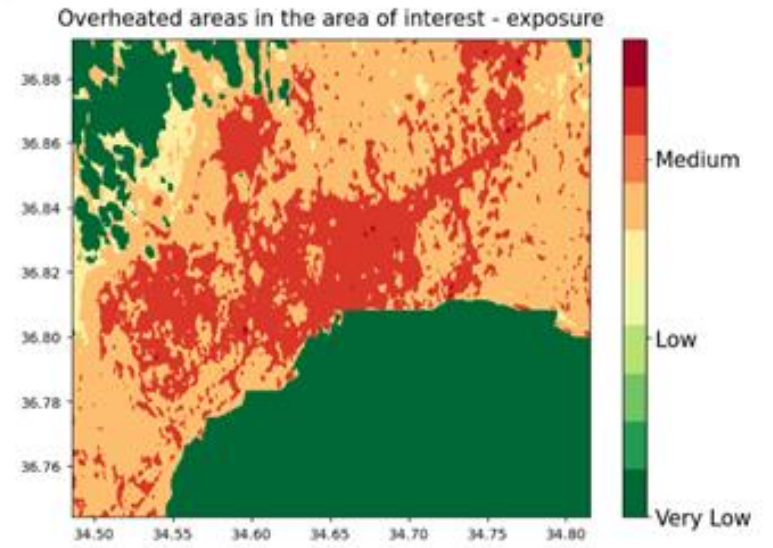 Overheated areas in the area of interest - exposure
36.88
36.86
36.84
36.82
36.80
36.78
36.76
34.50 34.55 34.60 34.65 34.70 34.75 34.80
Medium
Low
Very Low